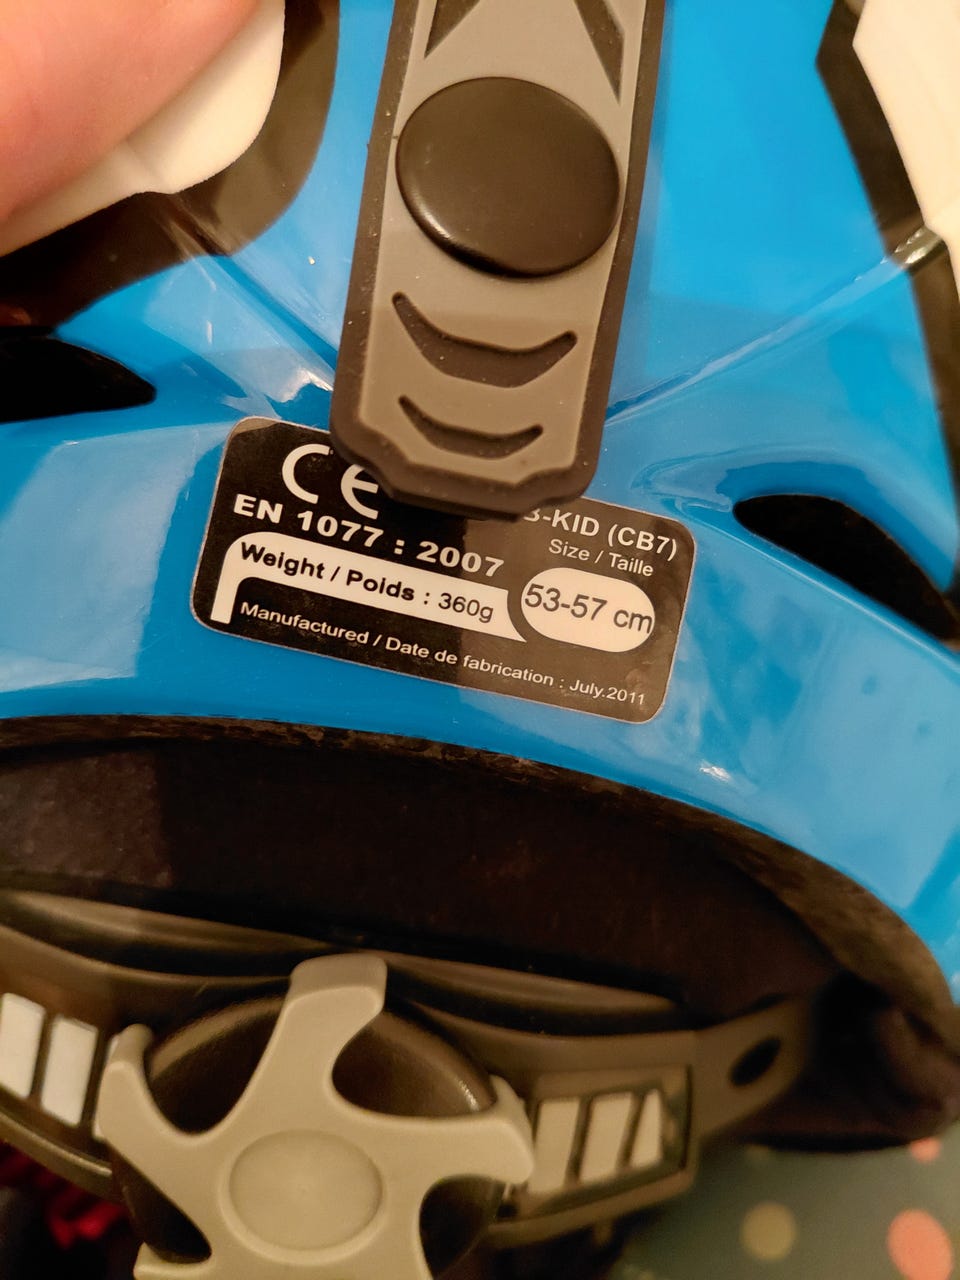 CE
EN 1077 : 2007
-KID (CB7)
Size / Taille
53-57 cm
Weight / Poids : 360g
Manufactured / Date de fabrication : July.2011